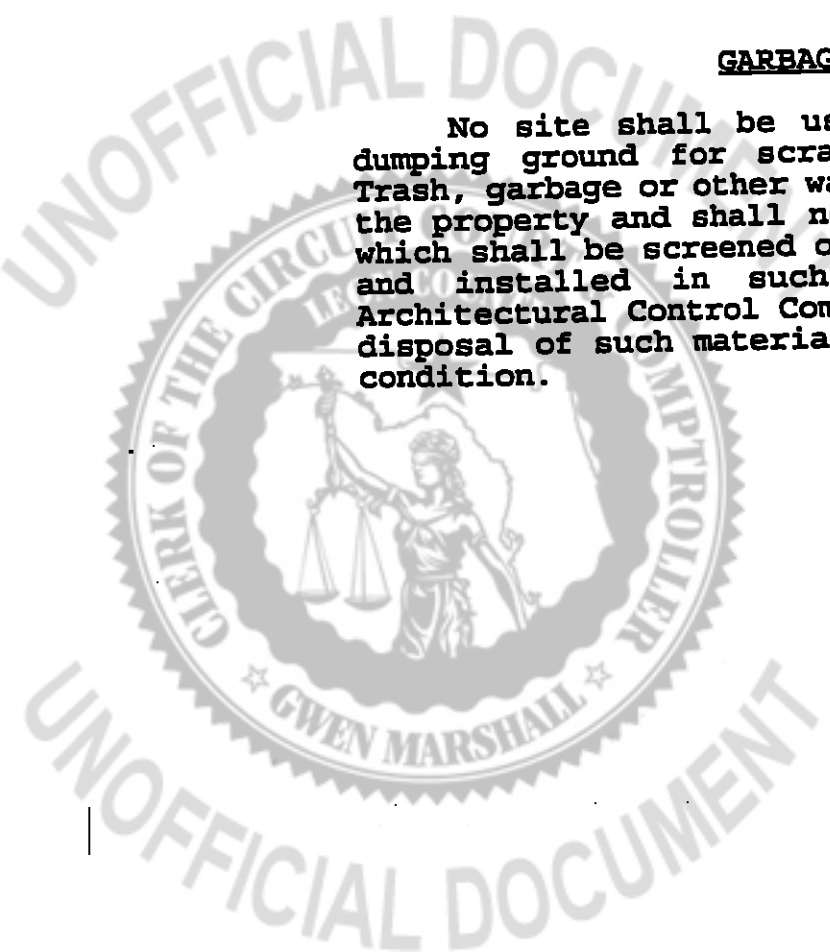 UNOFFICIAL DOCUMENT
GARBAG
No site shall be us
dumping ground for scra
Trash, garbage or other wa
the property and shall n
which shall be screened o
and installed in such
Architectural Control Com
disposal of such materia
condition.
CLERK OF THE CIRCUIT COMPTROLLER
LEON COUNTY
GWEN MARSHALL
UNOFFICIAL DOCUMENT